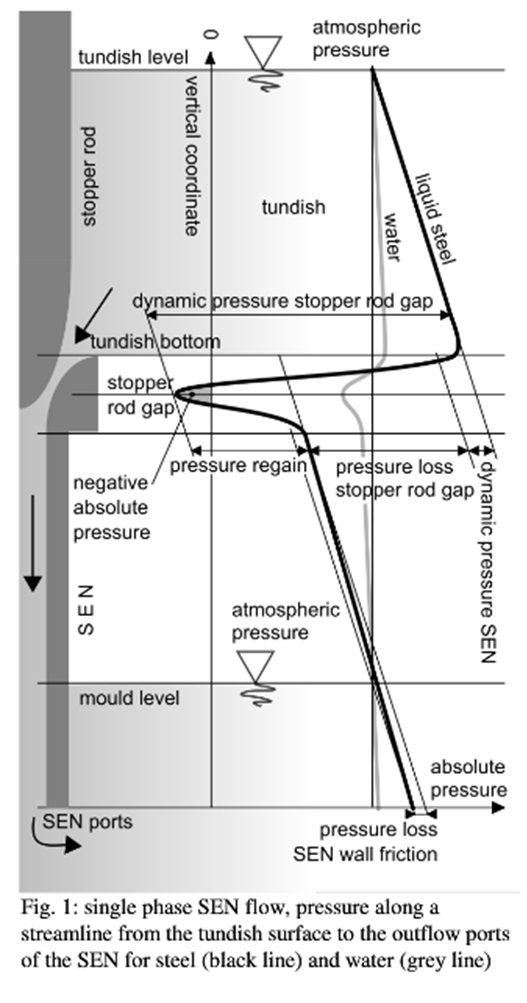 atmospheric
pressure
0
tundish level
stopper rod
vertical coordinate
tundish
water
liquid steel
dynamic pressure stopper rod gap
tundish bottom
stopper
rod gap
pressure regain
pressure loss
stopper rod gap
dynamic pressure SEN
negative
absolute
pressure
SEN
atmospheric
pressure
mould level
absolute
pressure
SEN ports
pressure loss
SEN wall friction
Fig. 1: single phase SEN flow, pressure along a
streamline from the tundish surface to the outflow ports
of the SEN for steel (black line) and water (grey line)